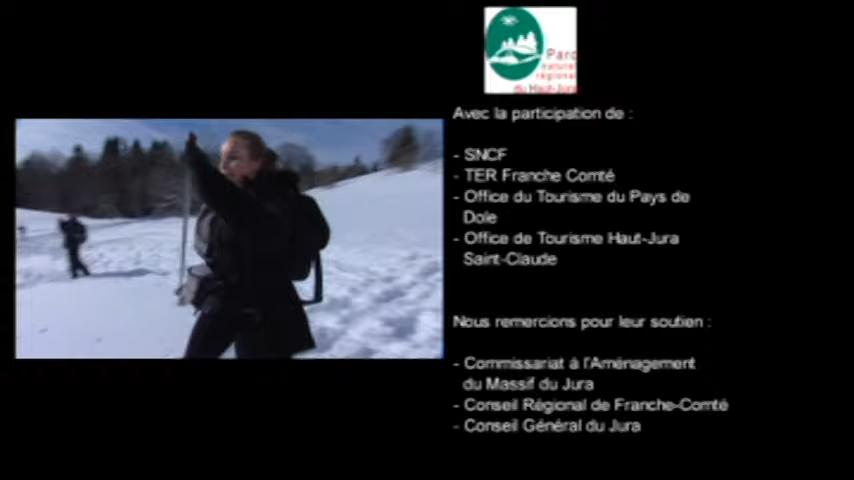 Parc
naturel
régional
du Haut-Jura
Avec la participation de :
- SNCF
- TER Franche Comté
- Office du Tourisme du Pays de
Dole
- Office de Tourisme Haut-Jura
Saint-Claude
Nous remercions pour leur soutien :
- Commissariat à l'Aménagement
du Massif du Jura
- Conseil Régional de Franche-Comté
- Conseil Général du Jura